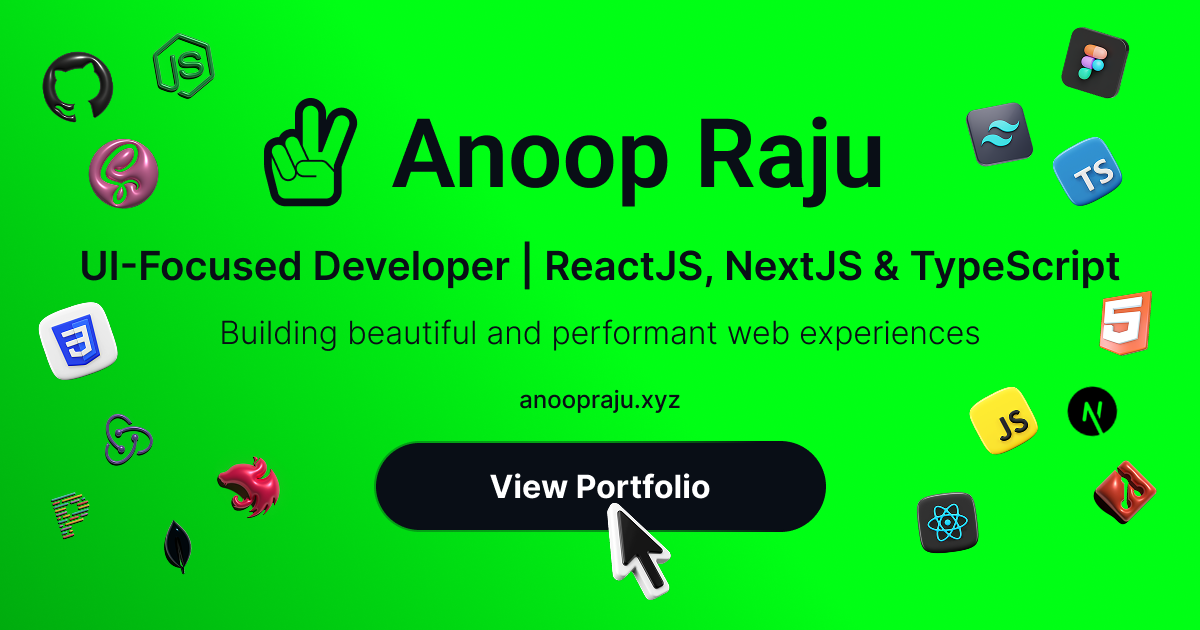 Anoop Raju
UI-Focused Developer | ReactJS, NextJS & TypeScript
Building beautiful and performant web experiences
anoopraju.xyz
View Portfolio
JS
TS
3
5
JS
N
P